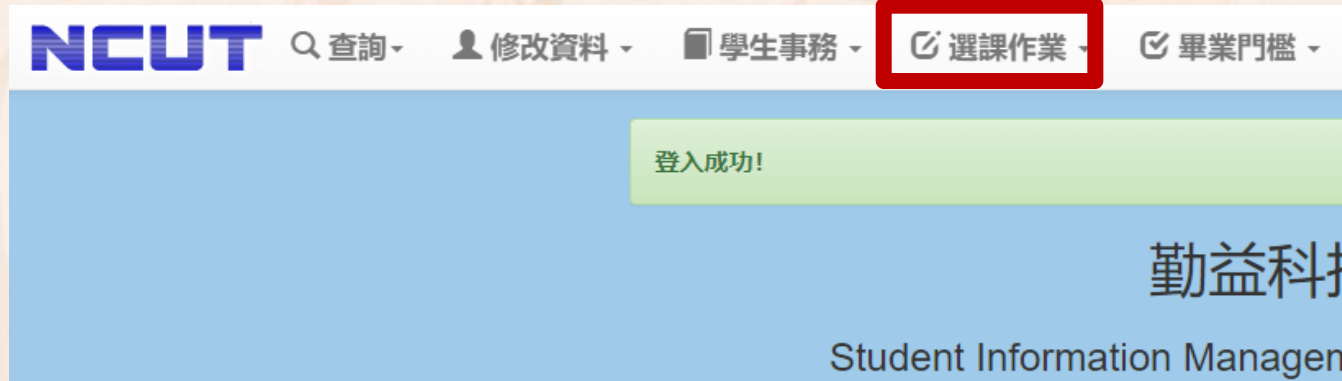 NCUT 查詢 修改資料 學生事務 選課作業 畢業門檻
登入成功!
勤益科
Student Information Manage